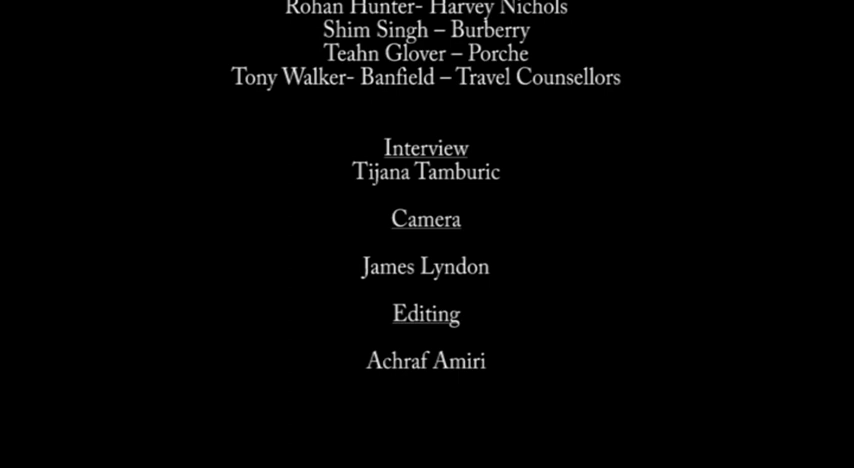 Rohan Hunter- Harvey Nichols
Shim Singh – Burberry
Teahn Glover – Porche
Tony Walker- Banfield – Travel Counsellors
Interview
Tijana Tamburic
Camera
James Lyndon
Editing
Achraf Amiri